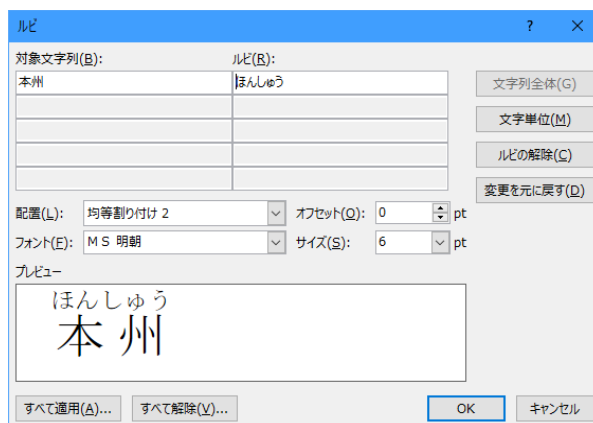 ルビ ? ×
対象文字列(B): ルビ(R):
本州 ほんしゅう 文字列全体(G)
文字単位(M)
ルビの解除(C)
変更を元に戻す(D)
配置(L): 均等割り付け 2 オフセット(O): 0 pt
フォント(F): MS 明朝 サイズ(S): 6 pt
プレビュー
ほんしゅう
本州
すべて適用(A)... すべて解除(V)... OK キャンセル